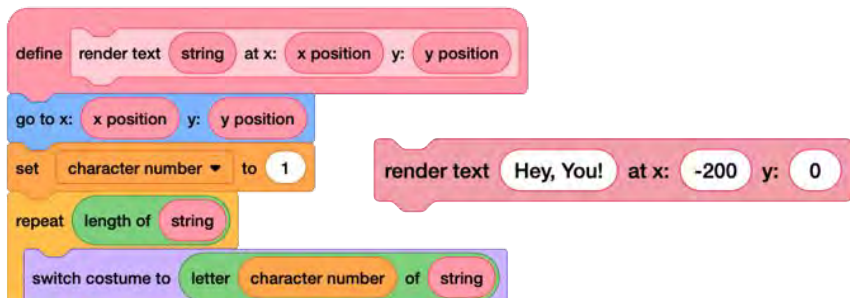 define render text string at x: x position y: y position
go to x: x position y: y position
set character number to 1
render text Hey, You! at x: -200 y: 0
repeat length of string
switch costume to letter character number of string